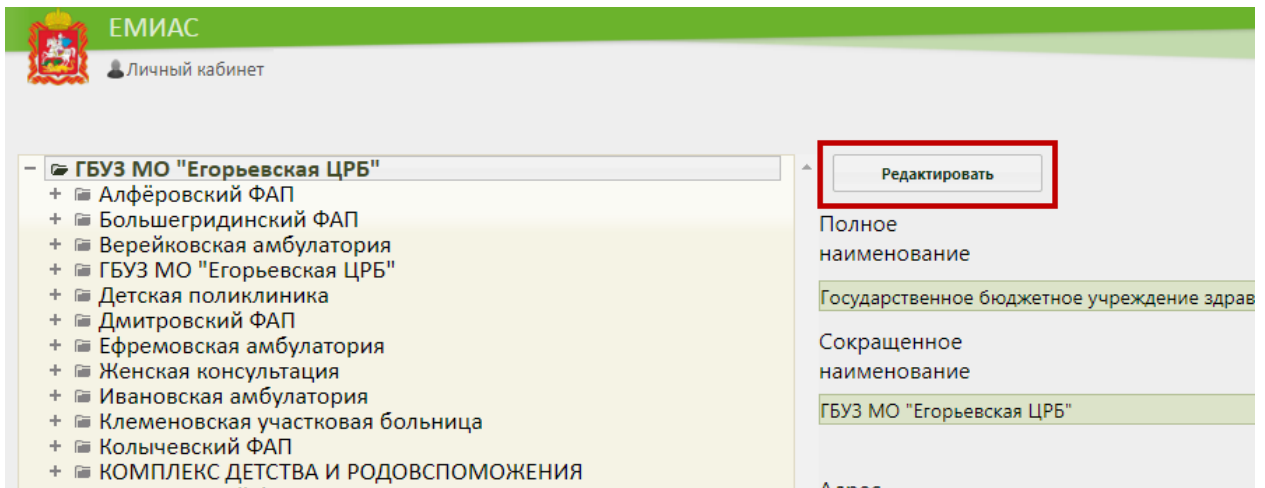 ЕМИАС
Личный кабинет
ГБУЗ МО "Егорьевская ЦРБ"
Алфёровский ФАП
Большегридинский ФАП
Верейковская амбулатория
ГБУЗ МО "Егорьевская ЦРБ"
Детская поликлиника
Дмитровский ФАП
Ефремовская амбулатория
Женская консультация
Ивановская амбулатория
Клеменовская участковая больница
Колычевский ФАП
КОМПЛЕКС ДЕТСТВА И РОДОВСПОМОЖЕНИЯ
Редактировать
Полное
наименование
Государственное бюджетное учреждение здрав
Сокращенное
наименование
ГБУЗ МО "Егорьевская ЦРБ"